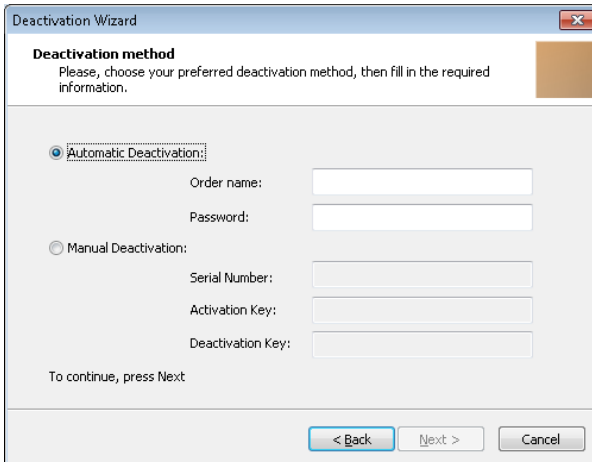 Deactivation Wizard
Deactivation method
Please, choose your preferred deactivation method, then fill in the required
information.
Automatic Deactivation:
Order name:
Password:
Manual Deactivation:
Serial Number:
Activation Key:
Deactivation Key:
To continue, press Next
< Back
Next >
Cancel